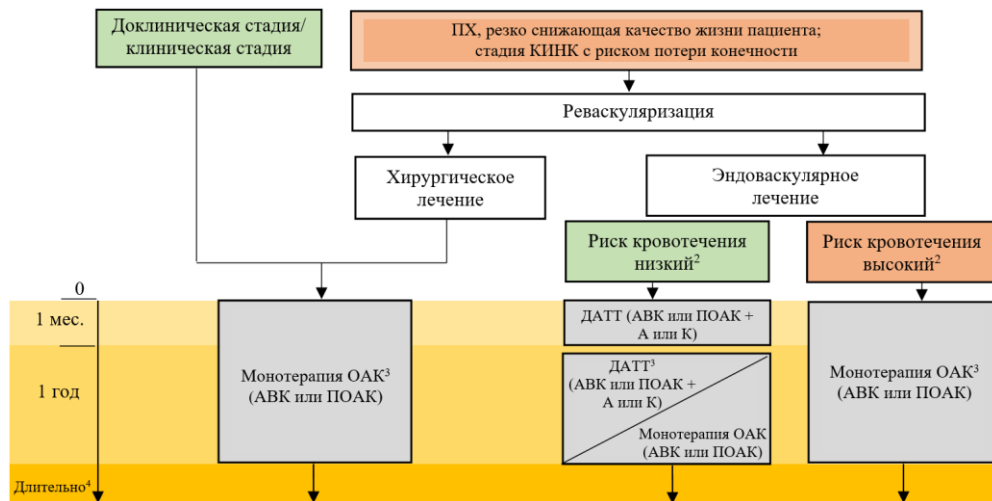 Доклиническая стадия/
клиническая стадия
ПХ, резко снижающая качество жизни пациента;
стадия КИНК с риском потери конечности
Реваскуляризация
Хирургическое
лечение
Эндоваскулярное
лечение
Риск кровотечения
низкий²
Риск кровотечения
высокий²
0
1 мес.
1 год
Длительно⁴
Монотерапия ОАК³
(АВК или ПОАК)
ДАТТ (АВК или ПОАК +
А или К)
ДАТТ³
(АВК или ПОАК +
А или К)
Монотерапия ОАК
(АВК или ПОАК)
Монотерапия ОАК³
(АВК или ПОАК)